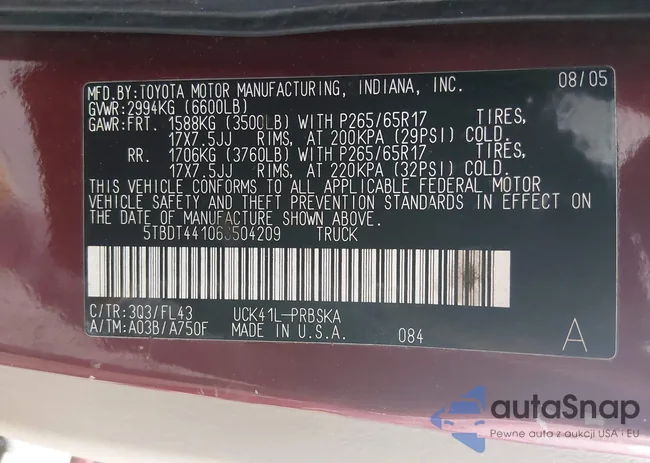 MFD.BY: TOYOTA MOTOR MANUFACTURING, INDIANA, INC. 08/05
GVWR: 2994KG (6600LB)
GAWR: FRT. 1588KG (3500LB) WITH P265/65R17 TIRES,
17X7.5JJ RIMS, AT 200KPA (29PSI) COLD.
RR. 1706KG (3760LB) WITH P265/65R17 TIRES,
17X7.5JJ RIMS, AT 220KPA (32PSI) COLD.
THIS VEHICLE CONFORMS TO ALL APPLICABLE FEDERAL MOTOR
VEHICLE SAFETY AND THEFT PREVENTION STANDARDS IN EFFECT ON
THE DATE OF MANUFACTURE SHOWN ABOVE.
5TBDT44106S504209 TRUCK
C/TR: 3Q3/FL43 UCK41L-PRBSKA
A/TM: A03B/A750F MADE IN U.S.A. 084 A
autoSnap
Pewne auta z aukcji USA i EU